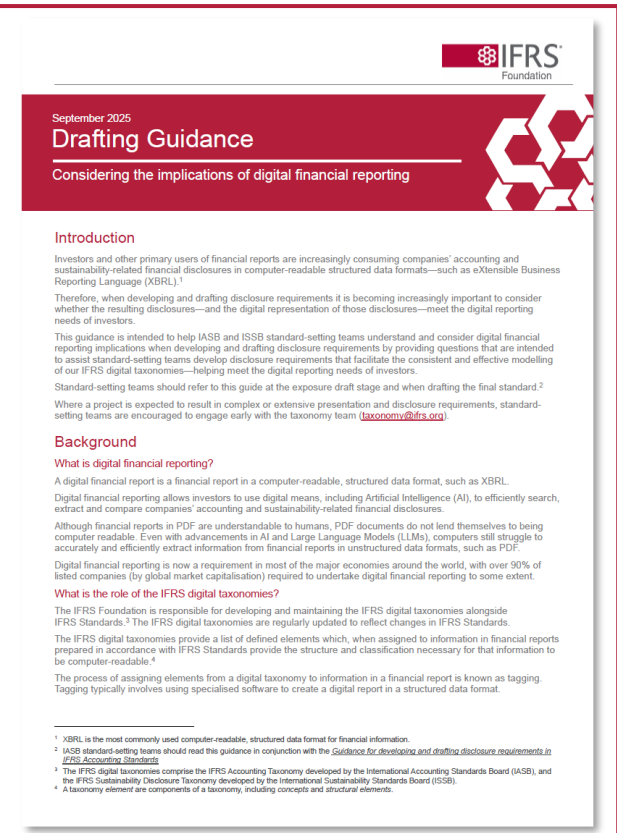 IFRS
Foundation
September 2025
Drafting Guidance
Considering the implications of digital financial reporting
Introduction
Investors and other primary users of financial reports are increasingly consuming companies' accounting and
sustainability-related financial disclosures in computer-readable structured data formats—such as eXtensible Business
Reporting Language (XBRL).¹
Therefore, when developing and drafting disclosure requirements it is becoming increasingly important to consider
whether the resulting disclosures—and the digital representation of those disclosures—meet the digital reporting
needs of investors.
This guidance is intended to help IASB and ISSB standard-setting teams understand and consider digital financial
reporting implications when developing and drafting disclosure requirements by providing questions that are intended
to assist standard-setting teams develop disclosure requirements that facilitate the consistent and effective modelling
of our IFRS digital taxonomies—helping meet the digital reporting needs of investors.
Standard-setting teams should refer to this guide at the exposure draft stage and when drafting the final standard.²
Where a project is expected to result in complex or extensive presentation and disclosure requirements, standard-
setting teams are encouraged to engage early with the taxonomy team (taxonomy@ifrs.org).
Background
What is digital financial reporting?
A digital financial report is a financial report in a computer-readable, structured data format, such as XBRL.
Digital financial reporting allows investors to use digital means, including Artificial Intelligence (AI), to efficiently search,
extract and compare companies' accounting and sustainability-related financial disclosures.
Although financial reports in PDF are understandable to humans, PDF documents do not lend themselves to being
computer readable. Even with advancements in AI and Large Language Models (LLMs), computers still struggle to
accurately and efficiently extract information from financial reports in unstructured data formats, such as PDF.
Digital financial reporting is now a requirement in most of the major economies around the world, with over 90% of
listed companies (by global market capitalisation) required to undertake digital financial reporting to some extent.
What is the role of the IFRS digital taxonomies?
The IFRS Foundation is responsible for developing and maintaining the IFRS digital taxonomies alongside
IFRS Standards.³ The IFRS digital taxonomies are regularly updated to reflect changes in IFRS Standards.
The IFRS digital taxonomies provide a list of defined elements which, when assigned to information in financial reports
prepared in accordance with IFRS Standards provide the structure and classification necessary for that information to
be computer-readable.⁴
The process of assigning elements from a digital taxonomy to information in a financial report is known as tagging.
Tagging typically involves using specialised software to create a digital report in a structured data format.
¹ XBRL is the most commonly used computer-readable, structured data format for financial information.
² IASB standard-setting teams should read this guidance in conjunction with the Guidance for developing and drafting disclosure requirements in
IFRS Accounting Standards
³ The IFRS digital taxonomies comprise the IFRS Accounting Taxonomy developed by the International Accounting Standards Board (IASB), and
the IFRS Sustainability Disclosure Taxonomy developed by the International Sustainability Standards Board (ISSB).
⁴ A taxonomy element are components of a taxonomy, including concepts and structural elements.